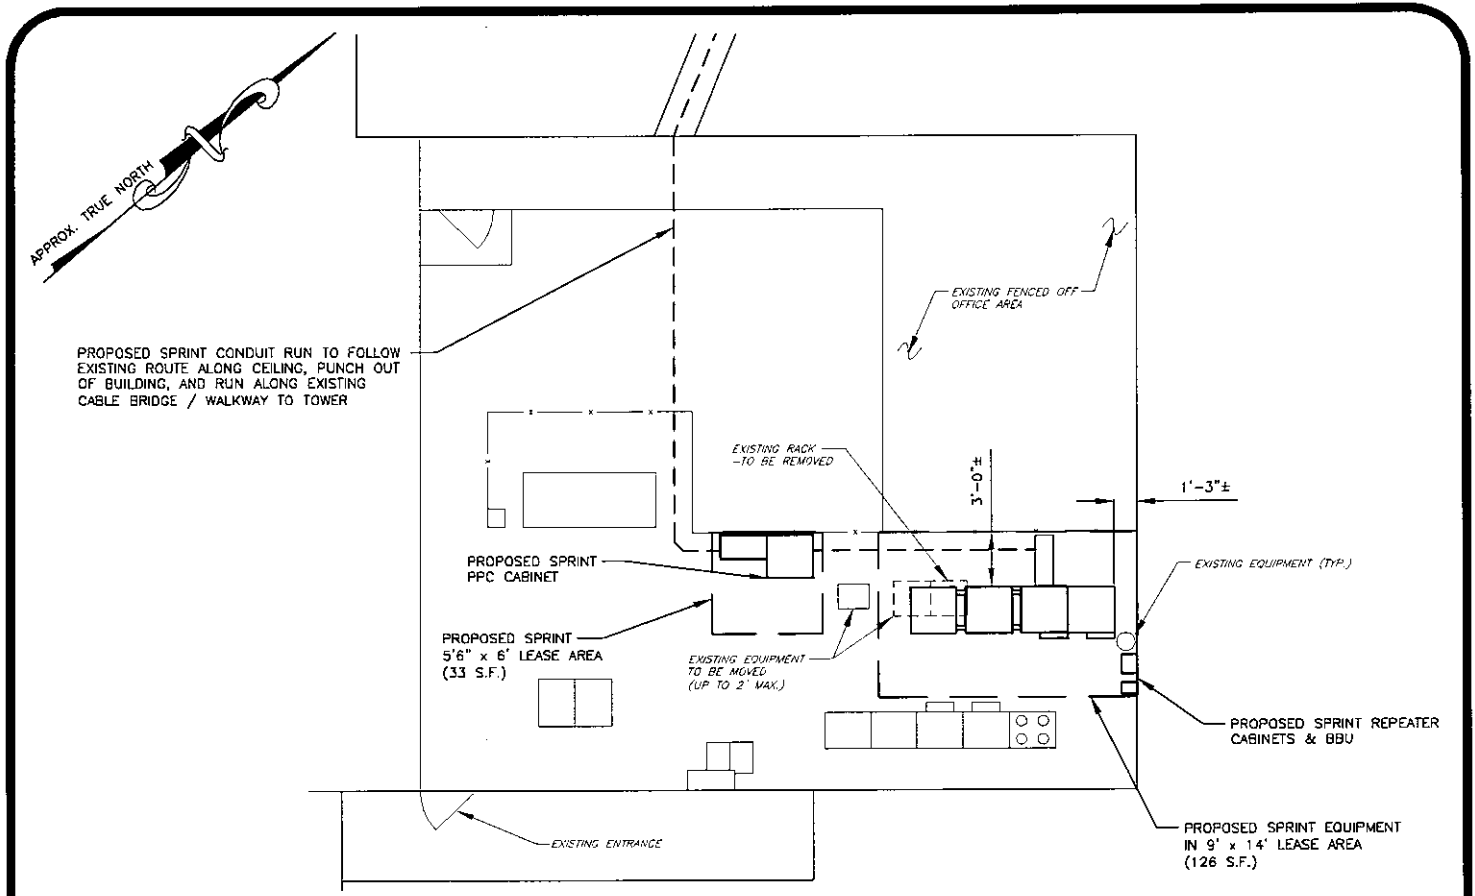 APPROX. TRUE NORTH
PROPOSED SPRINT CONDUIT RUN TO FOLLOW
EXISTING ROUTE ALONG CEILING, PUNCH OUT
OF BUILDING, AND RUN ALONG EXISTING
CABLE BRIDGE / WALKWAY TO TOWER
EXISTING FENCED OFF
OFFICE AREA
EXISTING RACK
-TO BE REMOVED
3'-0"±
1'-3"±
PROPOSED SPRINT
PPC CABINET
EXISTING EQUIPMENT (TYP.)
PROPOSED SPRINT
5'6" x 6' LEASE AREA
(33 S.F.)
EXISTING EQUIPMENT
TO BE MOVED
(UP TO 2' MAX.)
PROPOSED SPRINT REPEATER
CABINETS & BBU
EXISTING ENTRANCE
PROPOSED SPRINT EQUIPMENT
IN 9' x 14' LEASE AREA
(126 S.F.)